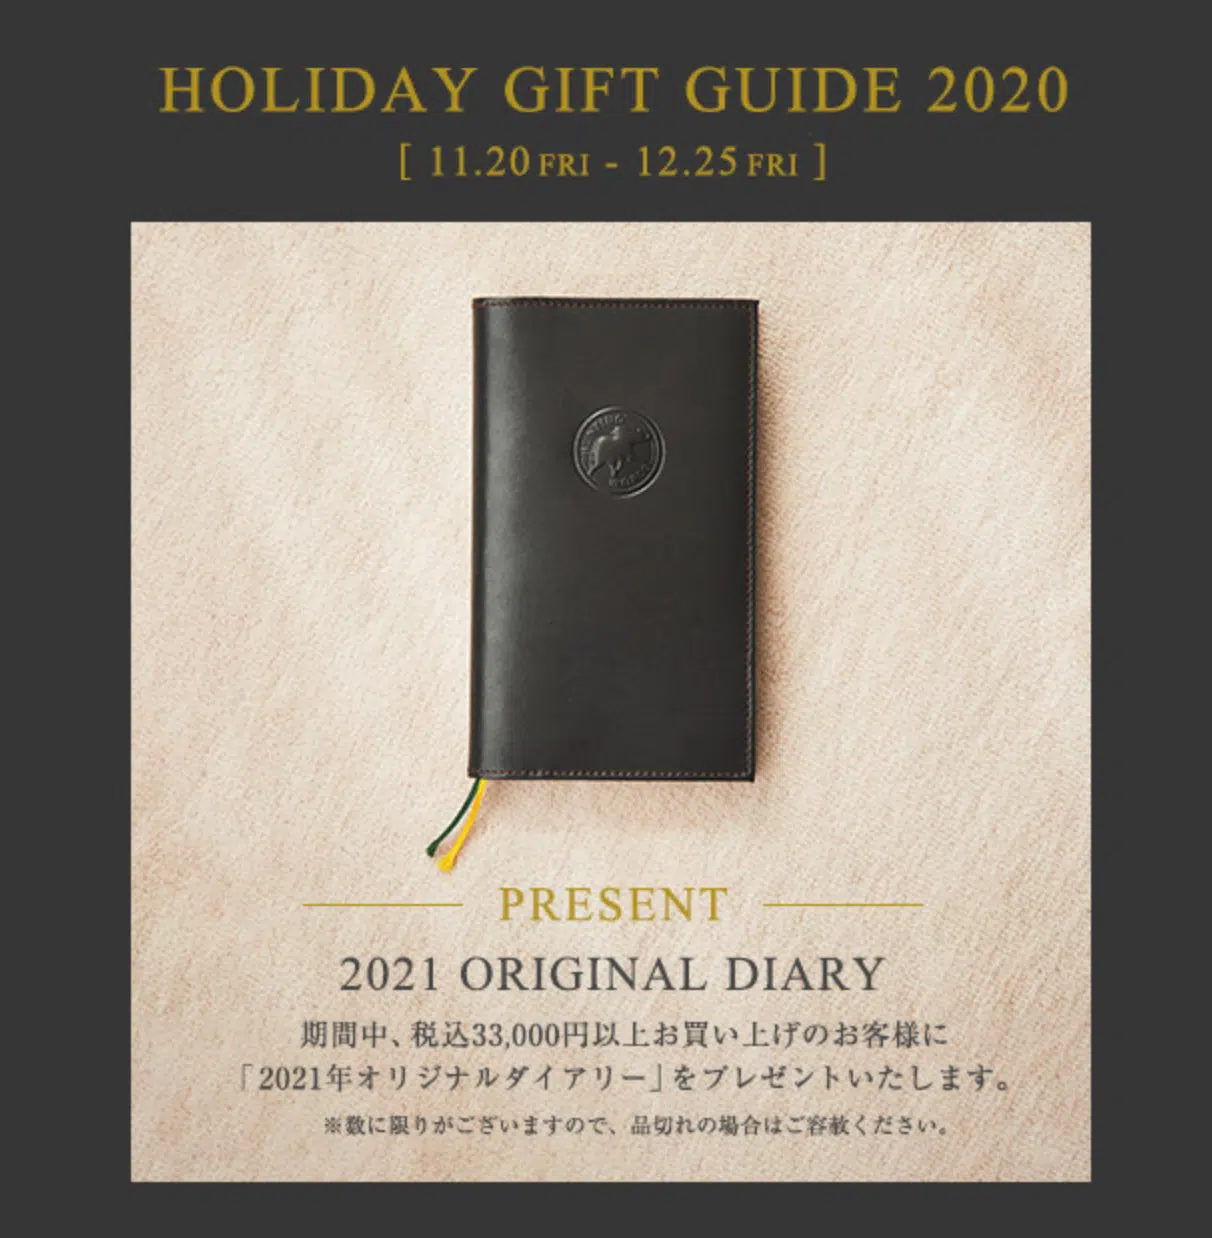 HOLIDAY GIFT GUIDE 2020
[ 11.20 FRI - 12.25 FRI ]
PRESENT
2021 ORIGINAL DIARY
期間中、税込33,000円以上お買い上げのお客様に
「2021年オリジナルダイアリー」をプレゼントいたします。
※数に限りがございますので、品切れの場合はご容赦ください。